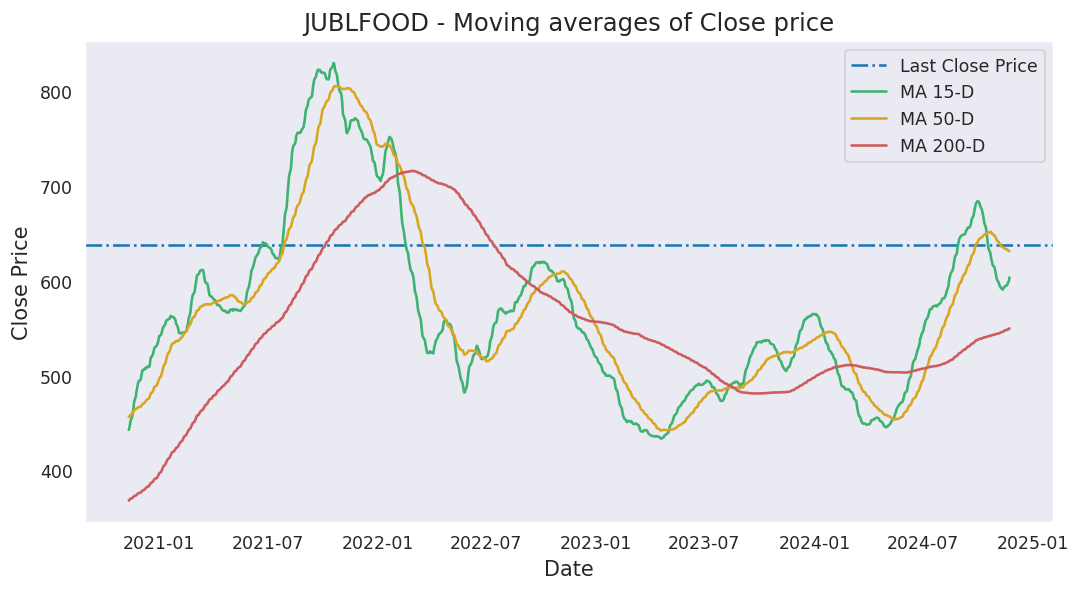 JUBLFOOD - Moving averages of Close price
Last Close Price
MA 15-D
MA 50-D
MA 200-D
Close Price
800
700
600
500
400
2021-01 2021-07 2022-01 2022-07 2023-01 2023-07 2024-01 2024-07 2025-01
Date